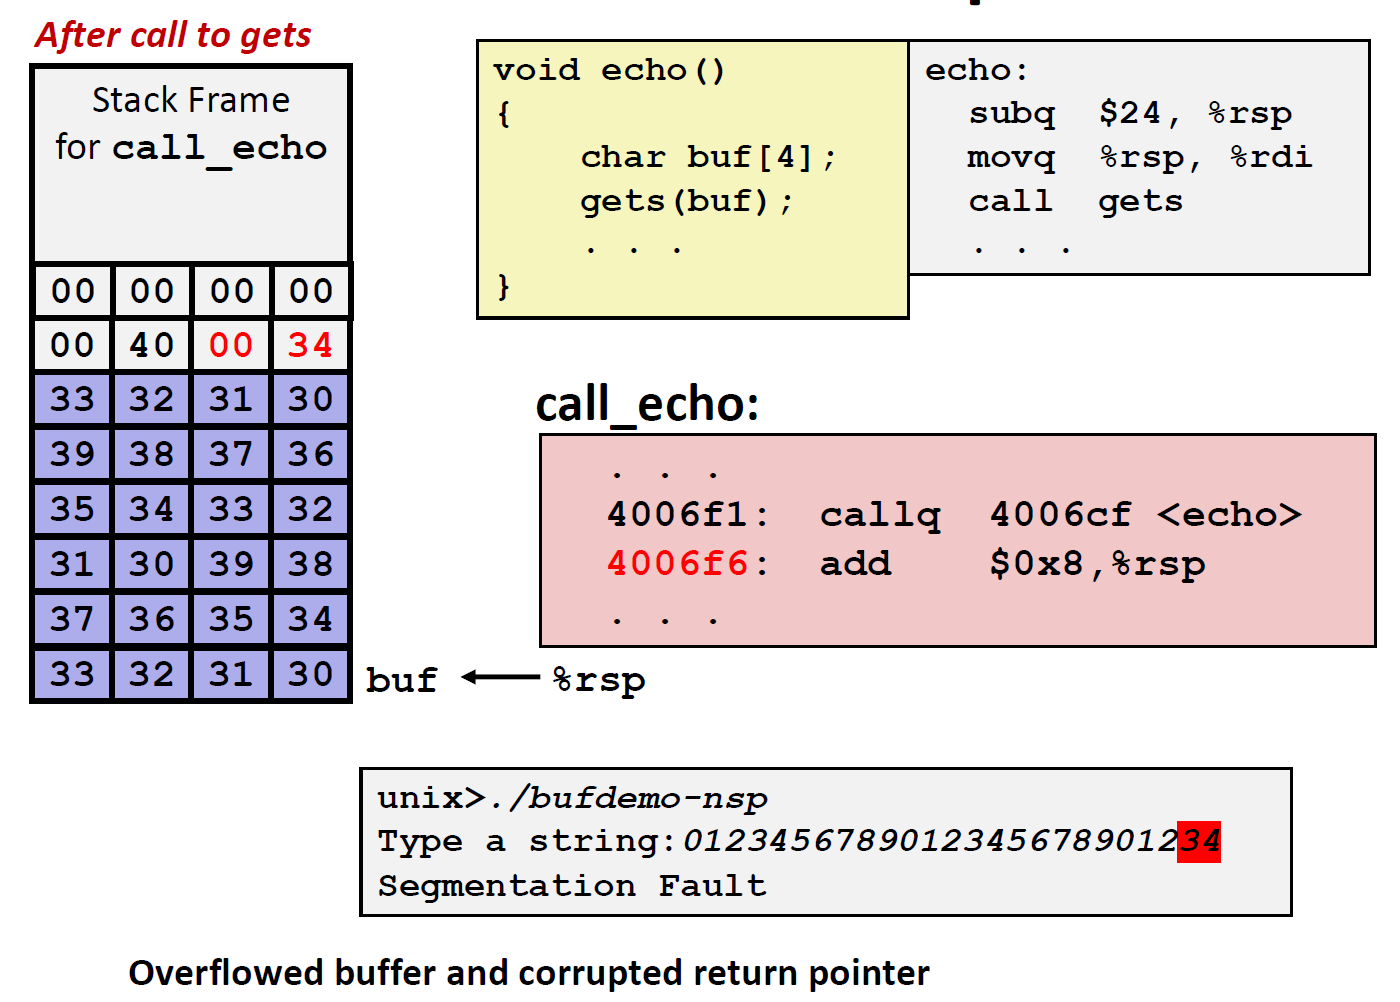 After call to gets
Stack Frame
for call_echo
00 00 00 00
00 40 00 34
33 32 31 30
39 38 37 36
35 34 33 32
31 30 39 38
37 36 35 34
33 32 31 30
buf
%rsp
void echo()
{
char buf[4];
gets(buf);
. . .
}
echo:
subq $24, %rsp
movq %rsp, %rdi
call gets
. . .
call_echo:
. . .
4006f1: callq 4006cf <echo>
4006f6: add $0x8,%rsp
. . .
unix>./bufdemo-nsp
Type a string:0123456789012345678901234
Segmentation Fault
Overflowed buffer and corrupted return pointer